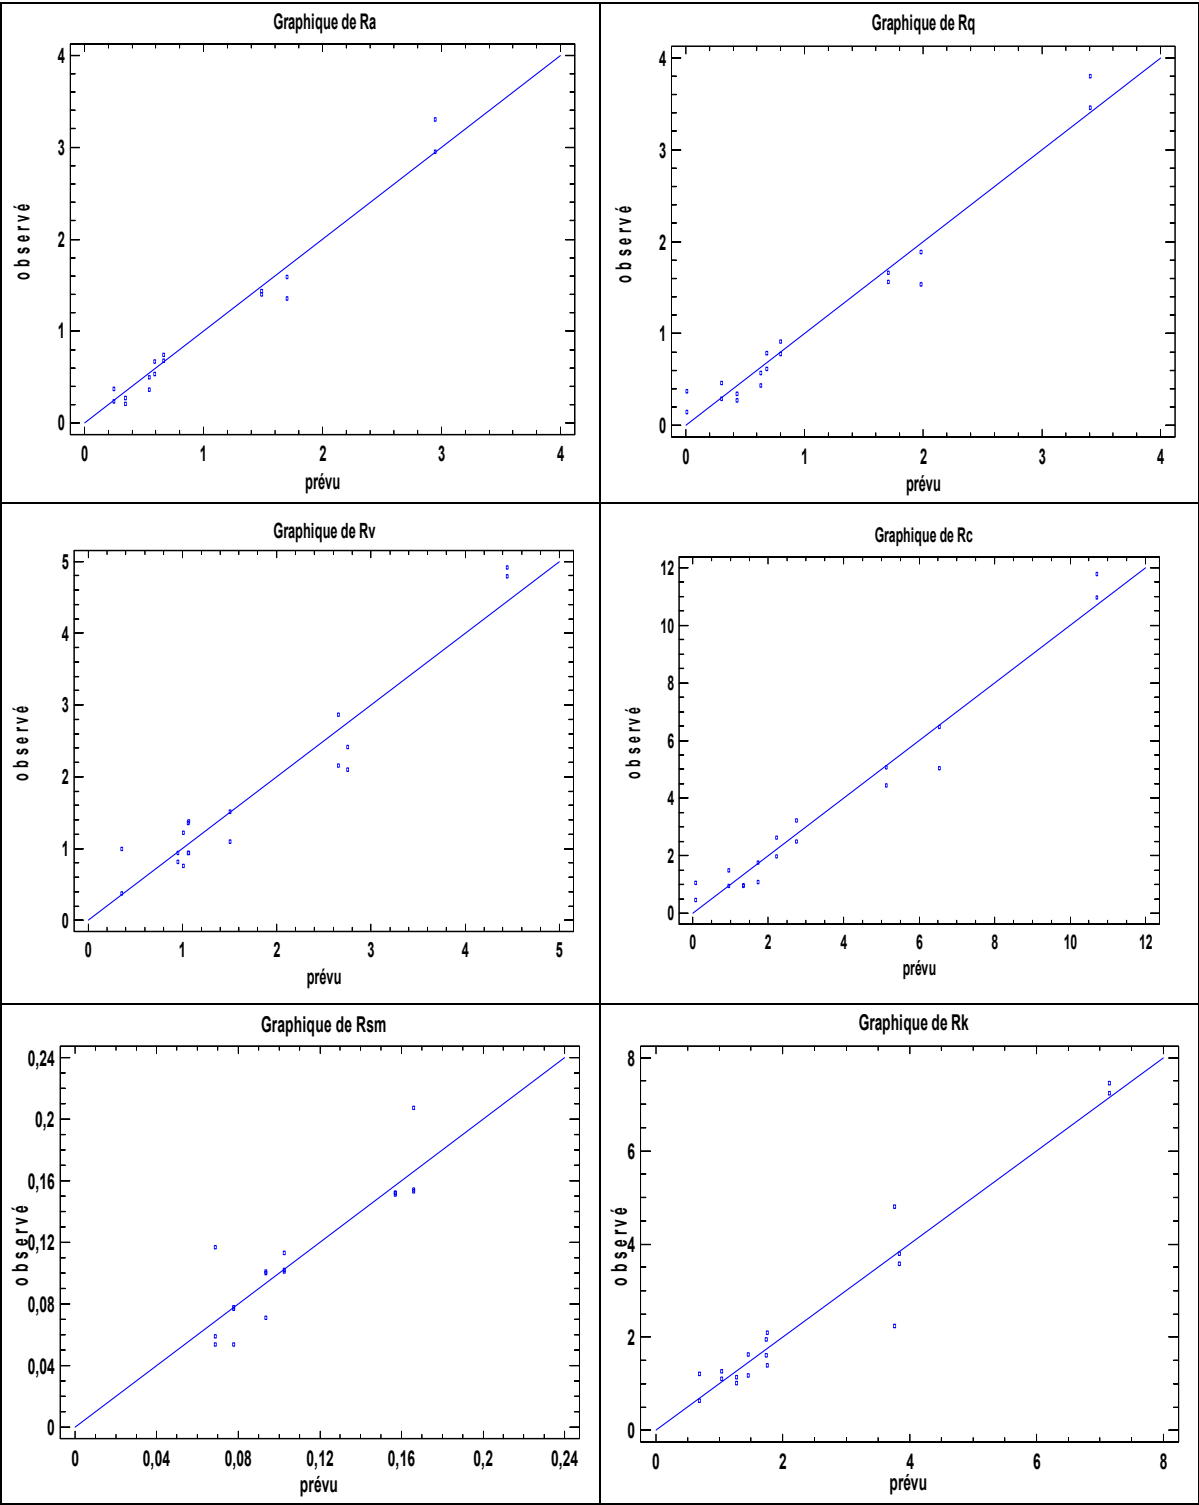 Graphique de Ra
4
3
2
1
0
observé
0 1 2 3 4
prévu
Graphique de Rq
4
3
2
1
0
observé
0 1 2 3 4
prévu
Graphique de Rv
5
4
3
2
1
0
observé
0 1 2 3 4 5
prévu
Graphique de Rc
12
10
8
6
4
2
0
observé
0 2 4 6 8 10 12
prévu
Graphique de Rsm
0,24
0,2
0,16
0,12
0,08
0,04
0
observé
0 0,04 0,08 0,12 0,16 0,2 0,24
prévu
Graphique de Rk
8
6
4
2
0
observé
0 2 4 6 8
prévu